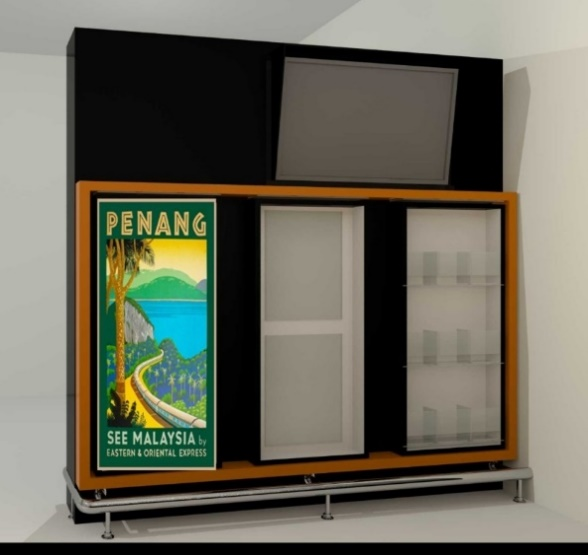 PENANG
SEE MALAYSIA by
EASTERN & ORIENTAL EXPRESS